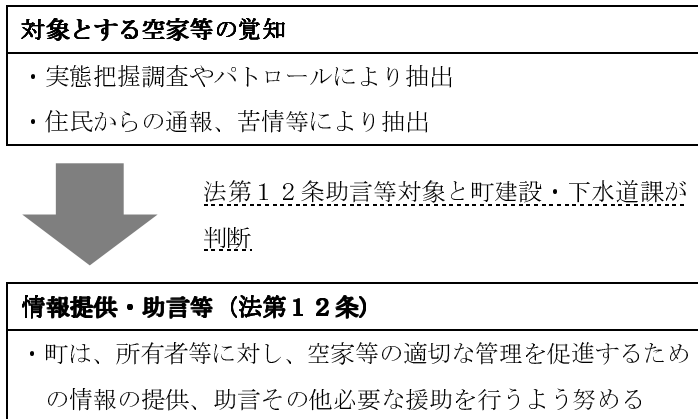 対象とする空家等の覚知
・実態把握調査やパトロールにより抽出
・住民からの通報、苦情等により抽出
法第１２条助言等対象と町建設・下水道課が
判断
情報提供・助言等（法第１２条）
・町は、所有者等に対し、空家等の適切な管理を促進するため
の情報の提供、助言その他必要な援助を行うよう努める